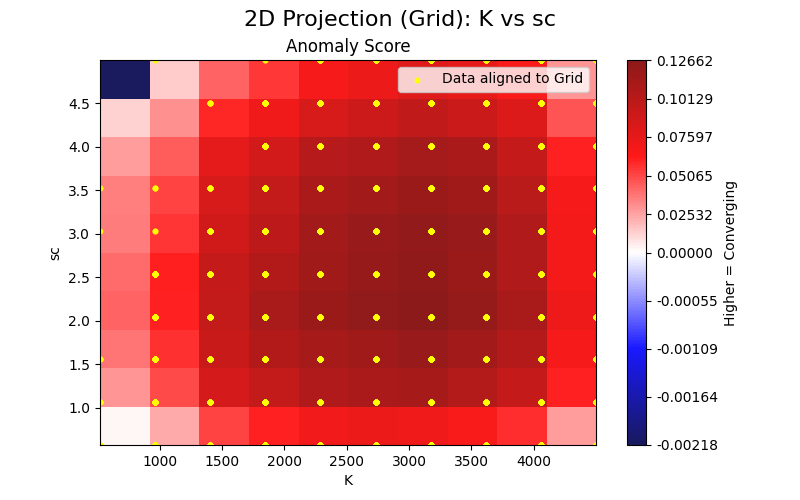 2D Projection (Grid): K vs sc
Anomaly Score
Data aligned to Grid
4.5
4.0
3.5
3.0
2.5
2.0
1.5
1.0
sc
1000 1500 2000 2500 3000 3500 4000
K
0.12662
0.10129
0.07597
0.05065
0.02532
0.00000
-0.00055
-0.00109
-0.00164
-0.00218
Higher = Converging